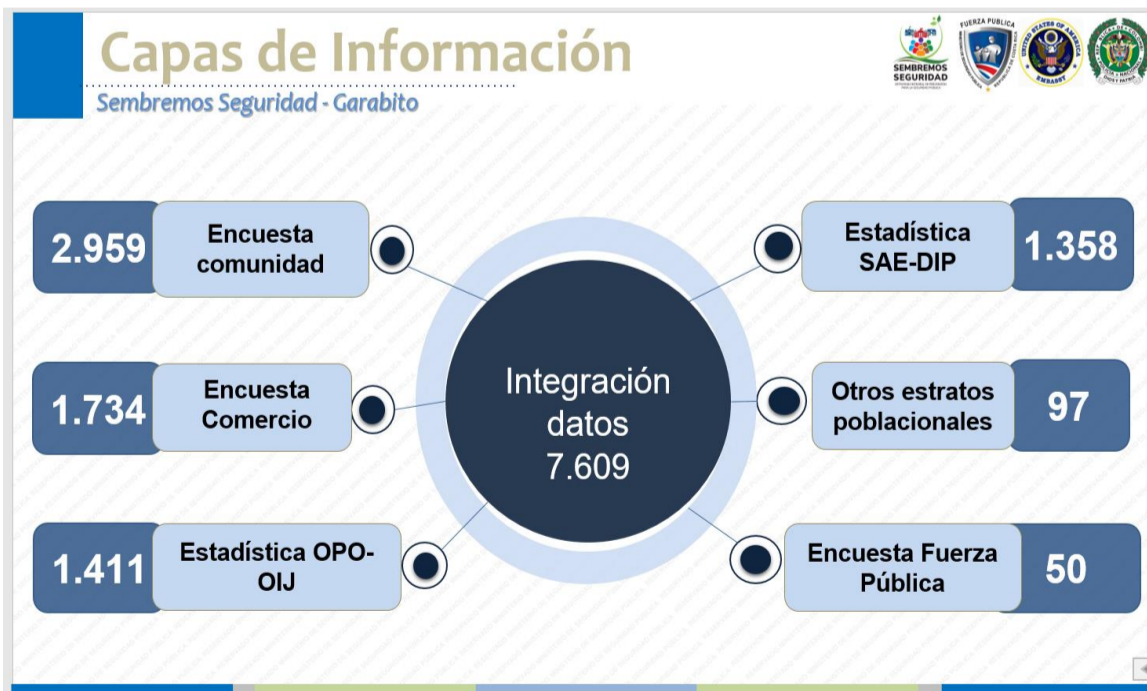 Capas de Información
Sembremos Seguridad - Garabito
SEMBREMOS
SEGURIDAD
FUERZA PUBLICA
UNITED STATES OF AMERICA
EMBASSY
2.959
Encuesta
comunidad
1.734
Encuesta
Comercio
1.411
Estadística OPO-
OIJ
Integración
datos
7.609
Estadística
SAE-DIP
1.358
Otros estratos
poblacionales
97
Encuesta Fuerza
Pública
50